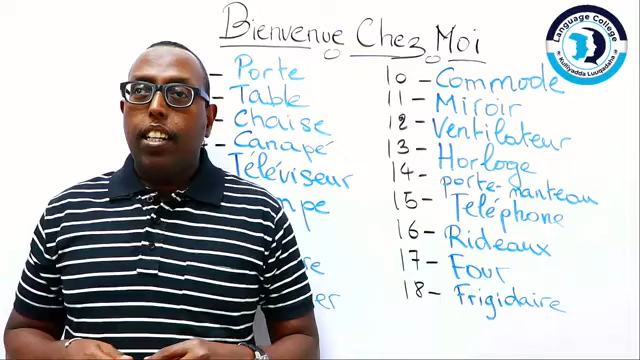 Bienvenue Chez Moi
Porte
Table
Chaise
Canapé
Téléviseur
10 - Commode
11 - Miroir
12 - Ventilateur
13 - Horloge
14 - porte-manteau
15 - Téléphone
16 - Rideaux
17 - Four
18 - Frigidaire
Language College
Kulliyadda Luuqadaha